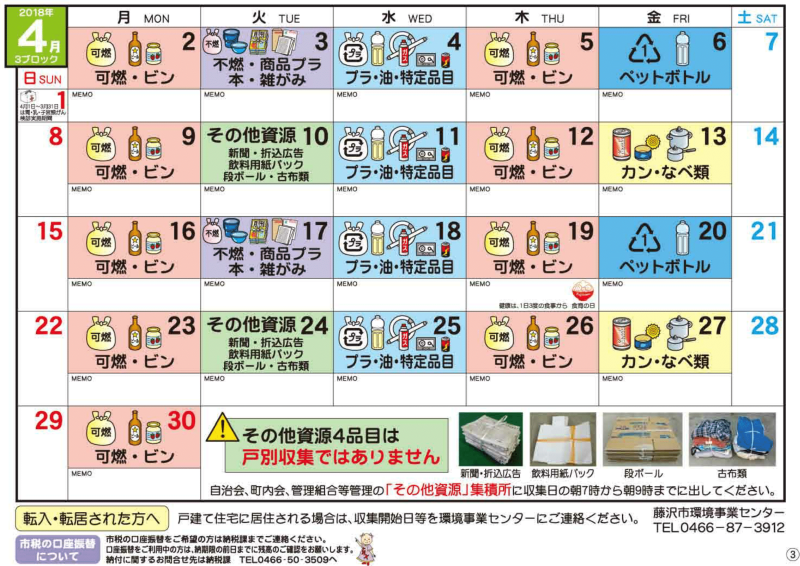 2018年
4月
3ブロック
月 MON
火 TUE
水 WED
木 THU
金 FRI
土 SAT
日 SUN
1
2
可燃
可燃・ビン
MEMO
3
不燃
不燃・商品プラ
本・雑がみ
MEMO
4
プラ
プラ・油・特定品目
MEMO
5
可燃
可燃・ビン
MEMO
6
1
ペットボトル
MEMO
7
8
9
可燃
可燃・ビン
MEMO
その他資源 10
新聞・折込広告
飲料用紙パック
段ボール・古布類
MEMO
11
プラ
プラ・油・特定品目
MEMO
12
可燃
可燃・ビン
MEMO
13
カン・なべ類
MEMO
14
15
16
可燃
可燃・ビン
MEMO
17
不燃
不燃・商品プラ
本・雑がみ
MEMO
18
プラ
プラ・油・特定品目
MEMO
19
可燃
可燃・ビン
MEMO
健康は、1日3度の食事から 食育の日
20
1
ペットボトル
MEMO
21
22
23
可燃
可燃・ビン
MEMO
その他資源 24
新聞・折込広告
飲料用紙パック
段ボール・古布類
MEMO
25
プラ
プラ・油・特定品目
MEMO
26
可燃
可燃・ビン
MEMO
27
カン・なべ類
MEMO
28
29
30
可燃
可燃・ビン
MEMO
その他資源4品目は
戸別収集ではありません
新聞・折込広告
飲料用紙パック
段ボール
古布類
自治会、町内会、管理組合等管理の「その他資源」集積所に収集日の朝7時から朝9時までに出してください。
転入・転居された方へ
戸建て住宅に居住される場合は、収集開始日等を環境事業センターにご連絡ください。
藤沢市環境事業センター
TEL0466-87-3912
市税の口座振替
について
市税の口座振替をご希望の方は納税課までご連絡ください。
口座振替をご利用中の方は、納期限の前日までに残高のご確認をお願いします。
納付に関するお問合せ先は納税課 TEL0466-50-3509へ
③